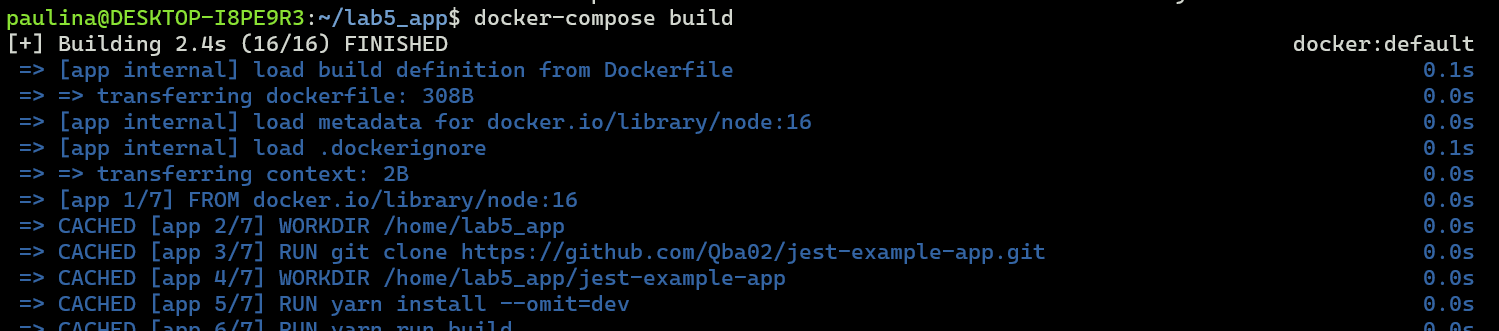 paulina@DESKTOP-I8PE9R3:~/lab5_app$ docker-compose build
[+] Building 2.4s (16/16) FINISHED docker:default
=> [app internal] load build definition from Dockerfile 0.1s
=> => transferring dockerfile: 308B 0.0s
=> [app internal] load metadata for docker.io/library/node:16 0.0s
=> [app internal] load .dockerignore 0.1s
=> => transferring context: 2B 0.0s
=> [app 1/7] FROM docker.io/library/node:16 0.0s
=> CACHED [app 2/7] WORKDIR /home/lab5_app 0.0s
=> CACHED [app 3/7] RUN git clone https://github.com/Qba02/jest-example-app.git 0.0s
=> CACHED [app 4/7] WORKDIR /home/lab5_app/jest-example-app 0.0s
=> CACHED [app 5/7] RUN yarn install --omit=dev 0.0s
=> CACHED [app 6/7] RUN yarn run build 0.0s